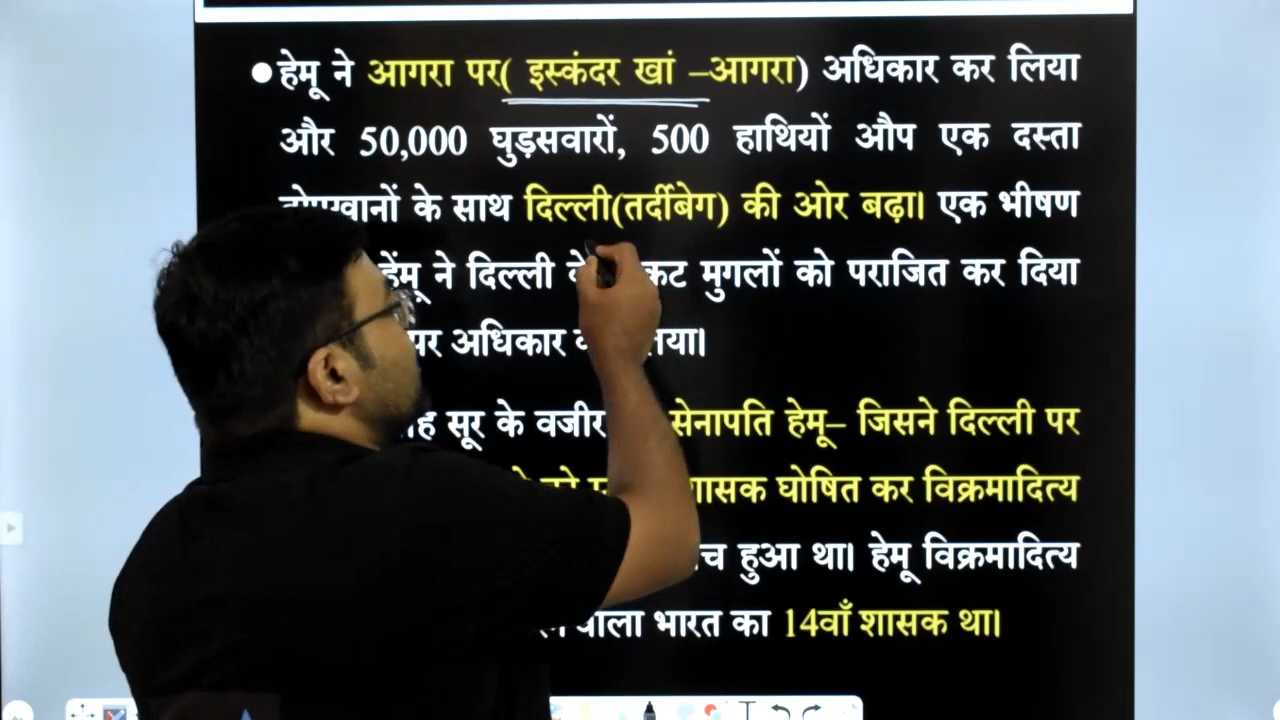 ● हेमू ने आगरा पर( इस्कंदर खां –आगरा) अधिकार कर लिया
और 50,000 घुड़सवारों, 500 हाथियों औप एक दस्ता
के साथ दिल्ली(तर्दीबेग) की ओर बढ़ा। एक भीषण
हेंमू ने दिल्ली मुगलों को पराजित कर दिया
पर अधिकार
सूर के वजीर सेनापति हेमू– जिसने दिल्ली पर
शासक घोषित कर विक्रमादित्य
हुआ था। हेमू विक्रमादित्य
वाला भारत का 14वाँ शासक था।